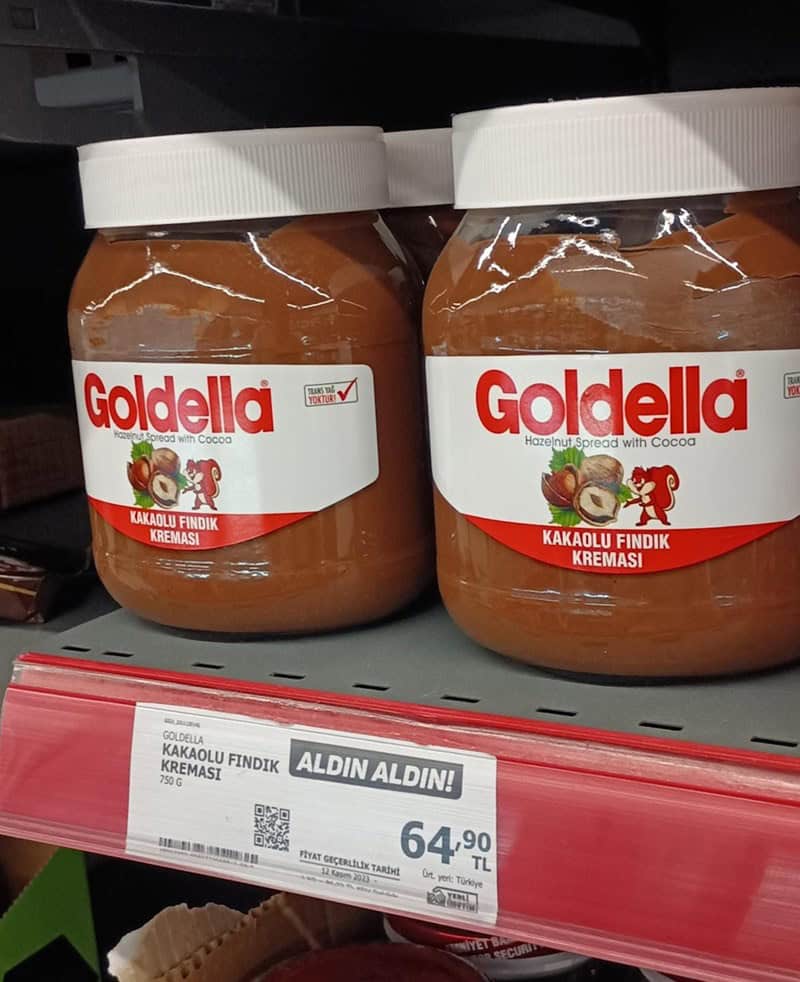 Goldella®
Hazelnut Spread with Cocoa
TRANS YAĞ
YOKTUR!
KAKAOLU FINDIK
KREMASI
Goldella®
Hazelnut Spread with Cocoa
KAKAOLU FINDIK
KREMASI
GOLDELLA
KAKAOLU FINDIK
KREMASI
750 G
ALDIN ALDIN!
64,90
TL
FİYAT GEÇERLİLİK TARİHİ
12 Kasım 2023 -
Ürt. yeri: Türkiye
YERLİ
ÜRETİM